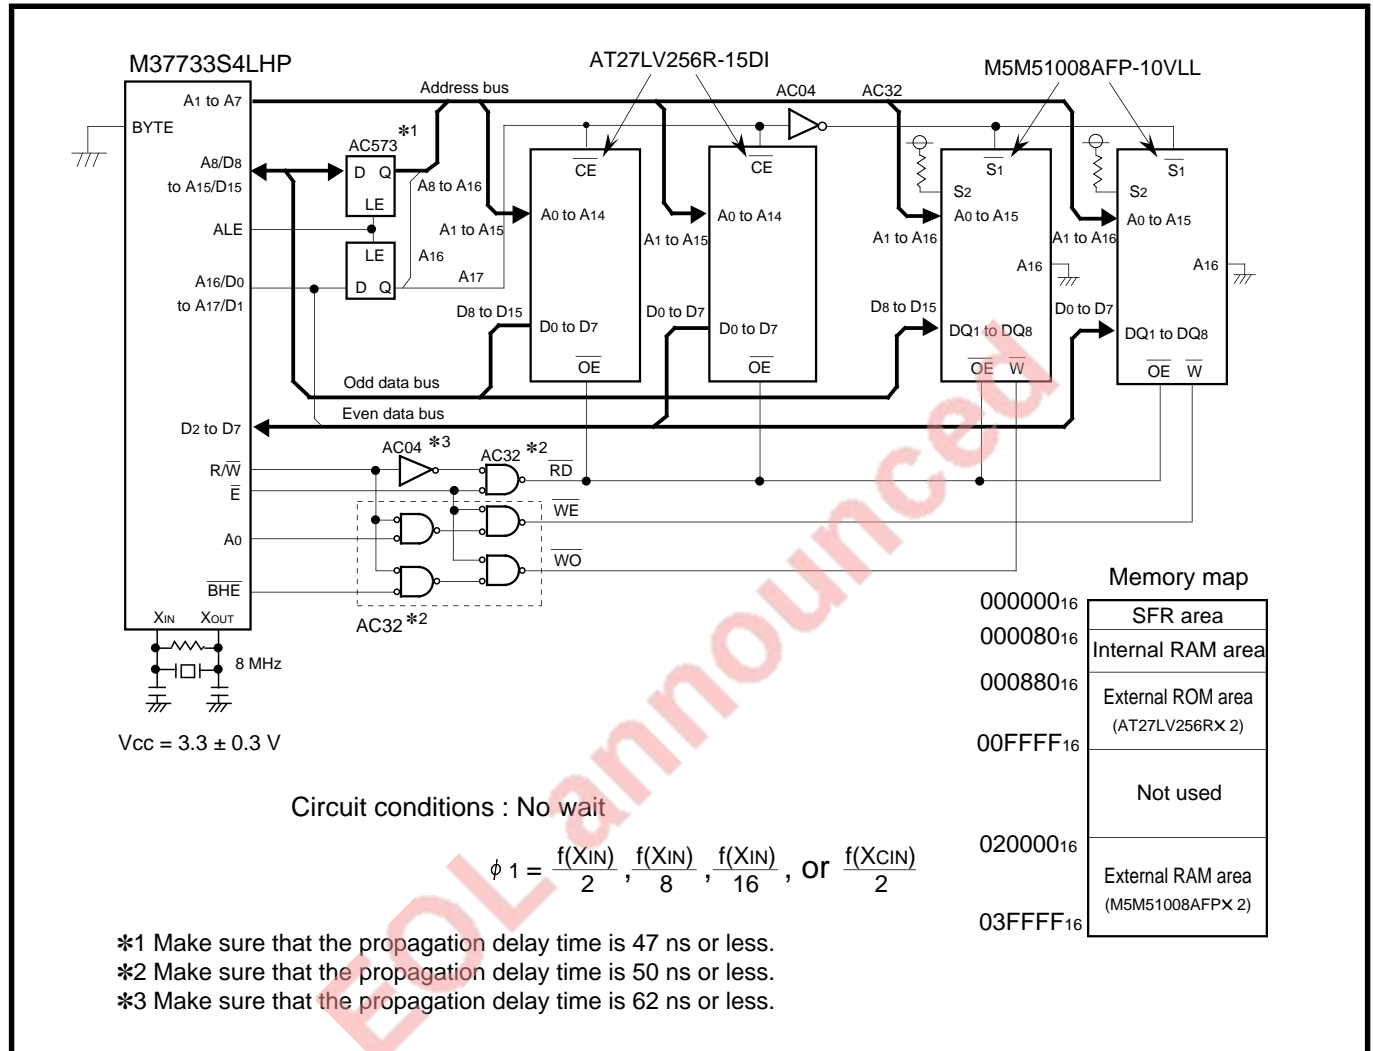 M37733S4LHP
AT27LV256R-15DI
M5M51008AFP-10VLL
Address bus
AC04
AC32
A1 to A7
BYTE
AC573 *1
A8/D8
to A15/D15
D Q
LE
A8 to A16
ALE
LE
D Q
A16
A17
A16/D0
to A17/D1
CE
A0 to A14
A1 to A15
D8 to D15
D0 to D7
OE
CE
A0 to A14
A1 to A15
D0 to D7
D0 to D7
OE
S1
S2
A0 to A15
A1 to A16
A16
D8 to D15
DQ1 to DQ8
OE W
S1
S2
A0 to A15
A1 to A16
A16
D0 to D7
DQ1 to DQ8
OE W
Odd data bus
Even data bus
D2 to D7
R/W
E
A0
BHE
AC04 *3
AC32 *2
RD
WE
WO
AC32 *2
XIN XOUT
8 MHz
Vcc = 3.3 ± 0.3 V
Memory map
00000016
SFR area
00008016
Internal RAM area
00088016
External ROM area
(AT27LV256R× 2)
00FFFF16
Not used
02000016
External RAM area
(M5M51008AFP× 2)
03FFFF16
Circuit conditions : No wait
ϕ 1 = f(XIN)/2 , f(XIN)/8 , f(XIN)/16 , or f(XCIN)/2
*1 Make sure that the propagation delay time is 47 ns or less.
*2 Make sure that the propagation delay time is 50 ns or less.
*3 Make sure that the propagation delay time is 62 ns or less.
EOL announced